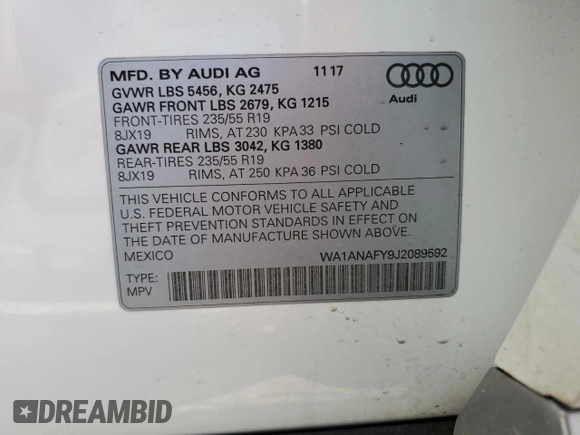 MFD. BY AUDI AG 11 17
GVWR LBS 5456, KG 2475
GAWR FRONT LBS 2679, KG 1215
FRONT-TIRES 235/55 R19
8JX19 RIMS, AT 230 KPA 33 PSI COLD
GAWR REAR LBS 3042, KG 1380
REAR-TIRES 235/55 R19
8JX19 RIMS, AT 250 KPA 36 PSI COLD
Audi
THIS VEHICLE CONFORMS TO ALL APPLICABLE
U.S. FEDERAL MOTOR VEHICLE SAFETY AND
THEFT PREVENTION STANDARDS IN EFFECT ON
THE DATE OF MANUFACTURE SHOWN ABOVE.
MEXICO WA1ANAFY9J2089592
TYPE:
MPV
DREAMBID